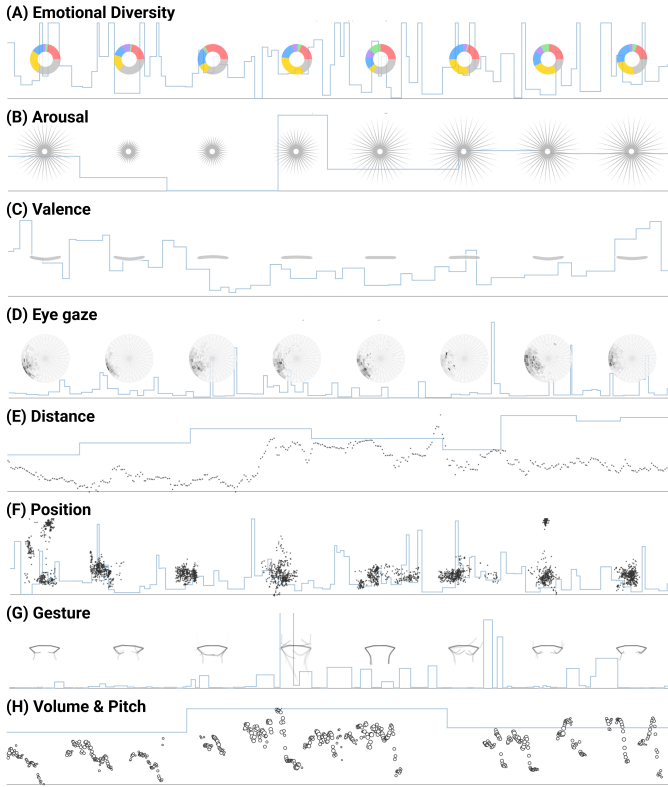 (A) Emotional Diversity
(B) Arousal
(C) Valence
(D) Eye gaze
(E) Distance
(F) Position
(G) Gesture
(H) Volume & Pitch